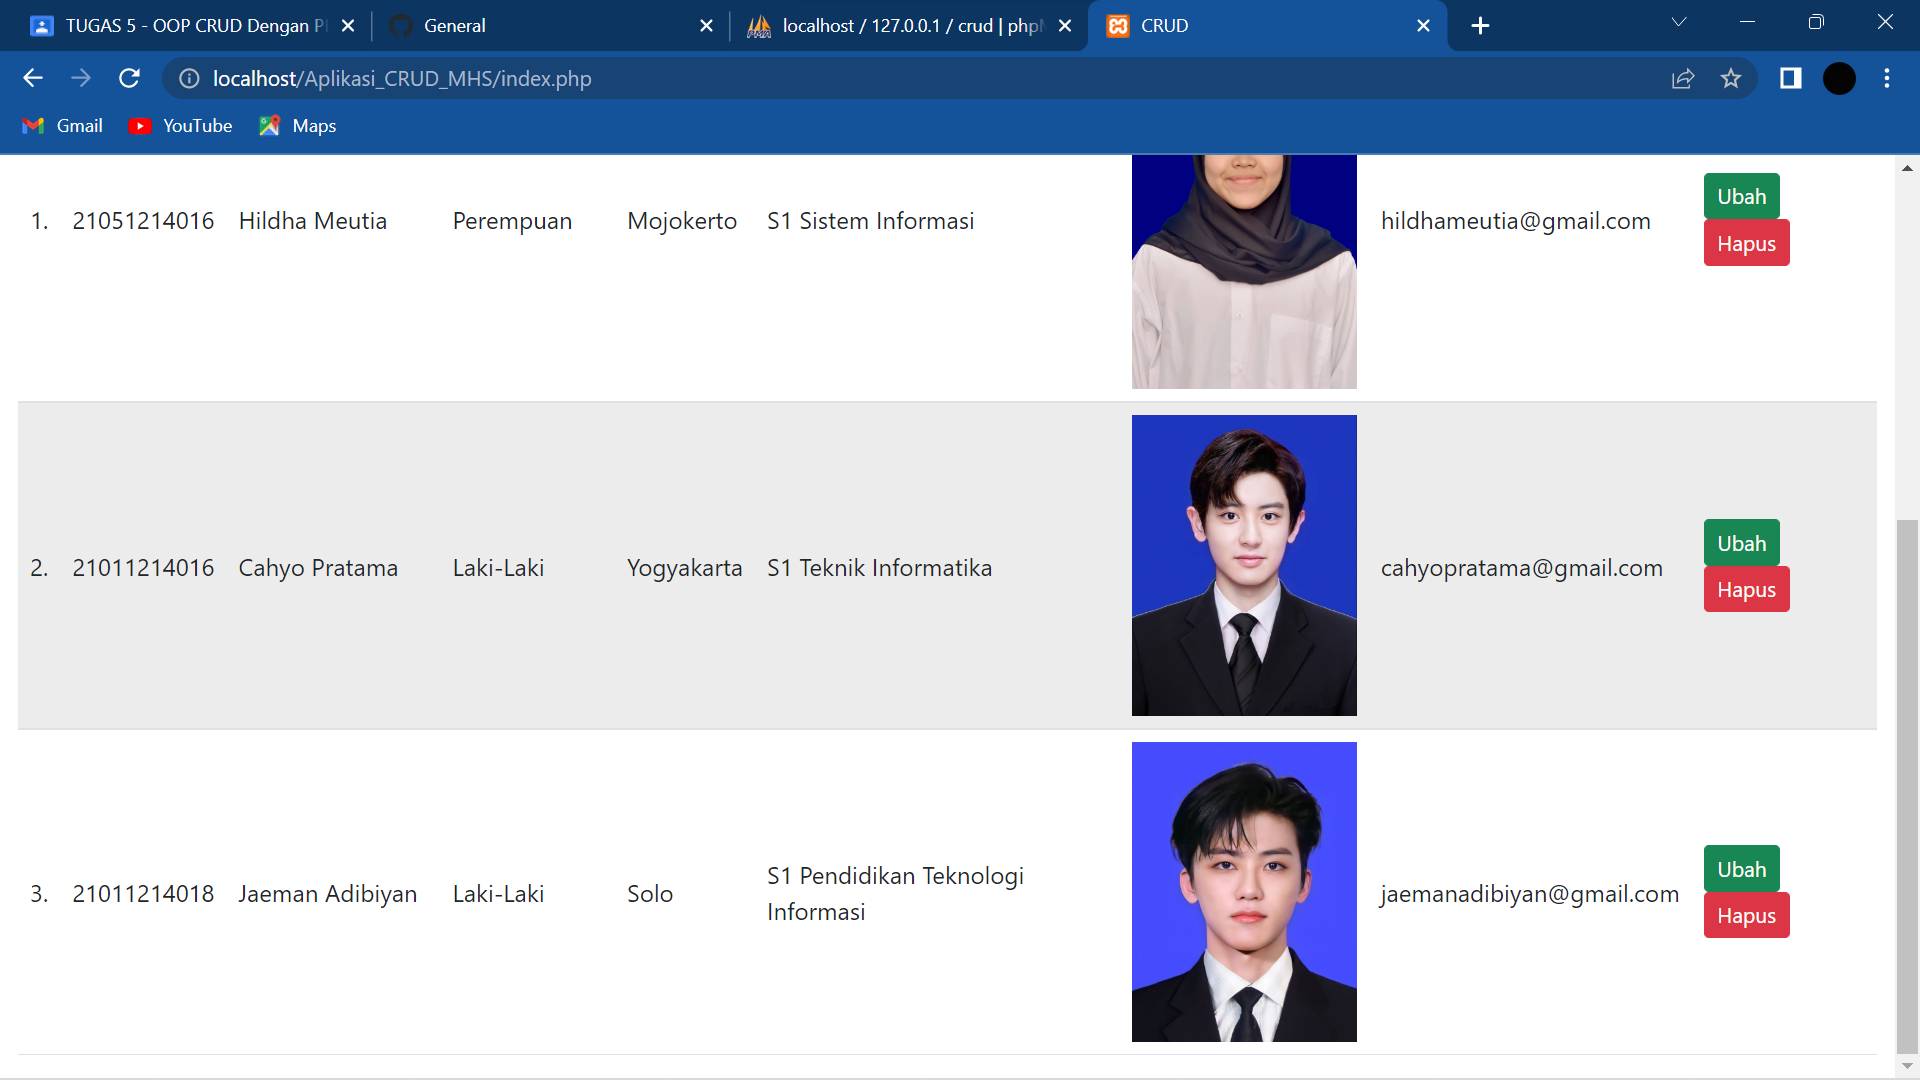 TUGAS 5 - OOP CRUD Dengan P
General
localhost / 127.0.0.1 / crud | php
CRUD
localhost/Aplikasi_CRUD_MHS/index.php
Gmail
YouTube
Maps
1. 21051214016 Hildha Meutia Perempuan Mojokerto S1 Sistem Informasi hildhameutia@gmail.com
Ubah
Hapus
2. 21011214016 Cahyo Pratama Laki-Laki Yogyakarta S1 Teknik Informatika cahyopratama@gmail.com
Ubah
Hapus
3. 21011214018 Jaeman Adibiyan Laki-Laki Solo
S1 Pendidikan Teknologi
Informasi
jaemanadibiyan@gmail.com
Ubah
Hapus